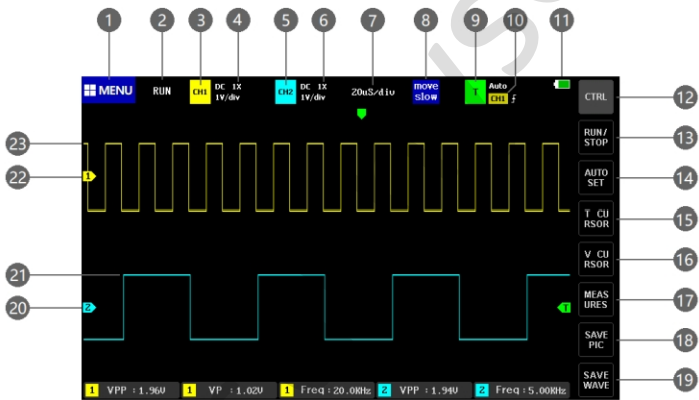 1 2 3 4 5 6 7 8 9 10 11
MENU RUN CH1 DC 1X 1V/div CH2 DC 1X 1V/div 20uS/div move slow T Auto CH1 CTRL 12
RUN/ STOP 13
23
AUTO SET 14
22 1
T CU RSOR 15
V CU RSOR 16
21
MEAS URES 17
20 2 T
SAVE PIC 18
SAVE WAVE 19
1 VPP :1.96V 1 VP :1.02V 1 Freq:20.0KHz 2 VPP :1.94V 2 Freq:5.00KHz